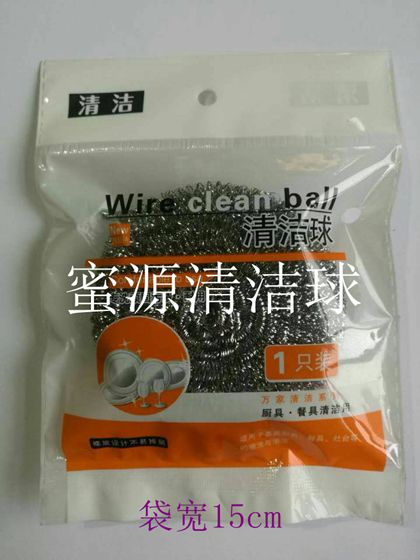 清洁
Wire clean ball
清洁球
蜜源清洁球
1只装
万家清洁系列
厨具·餐具清洁用
袋宽15cm